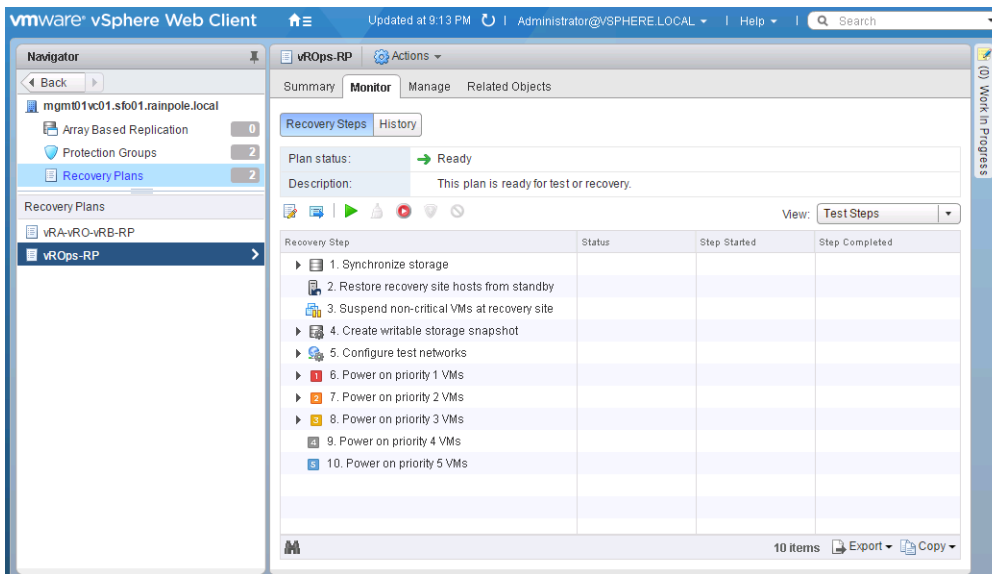 vmware® vSphere Web Client Updated at 9:13 PM | Administrator@VSPHERE.LOCAL | Help | Search
Navigator
Back
mgmt01vc01.sfo01.rainpole.local
Array Based Replication 0
Protection Groups 2
Recovery Plans 2
Recovery Plans
vRA-vRO-vRB-RP
vROps-RP
vROps-RP Actions
Summary Monitor Manage Related Objects
Recovery Steps History
Plan status: Ready
Description: This plan is ready for test or recovery.
View: Test Steps
Recovery Step Status Step Started Step Completed
1. Synchronize storage
2. Restore recovery site hosts from standby
3. Suspend non-critical VMs at recovery site
4. Create writable storage snapshot
5. Configure test networks
1 6. Power on priority 1 VMs
2 7. Power on priority 2 VMs
3 8. Power on priority 3 VMs
4 9. Power on priority 4 VMs
5 10. Power on priority 5 VMs
10 items Export Copy
(0) Work In Progress